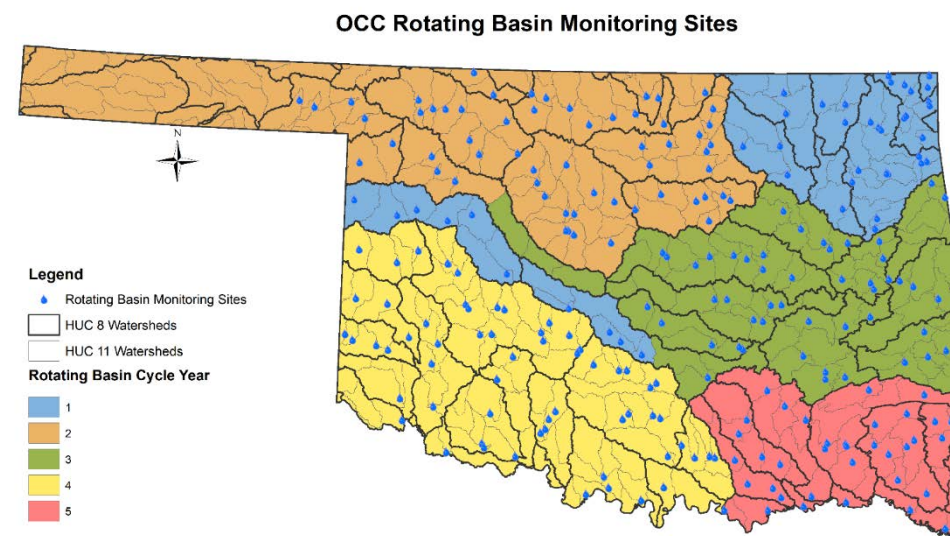 OCC Rotating Basin Monitoring Sites
N
Legend
Rotating Basin Monitoring Sites
HUC 8 Watersheds
HUC 11 Watersheds
Rotating Basin Cycle Year
1
2
3
4
5